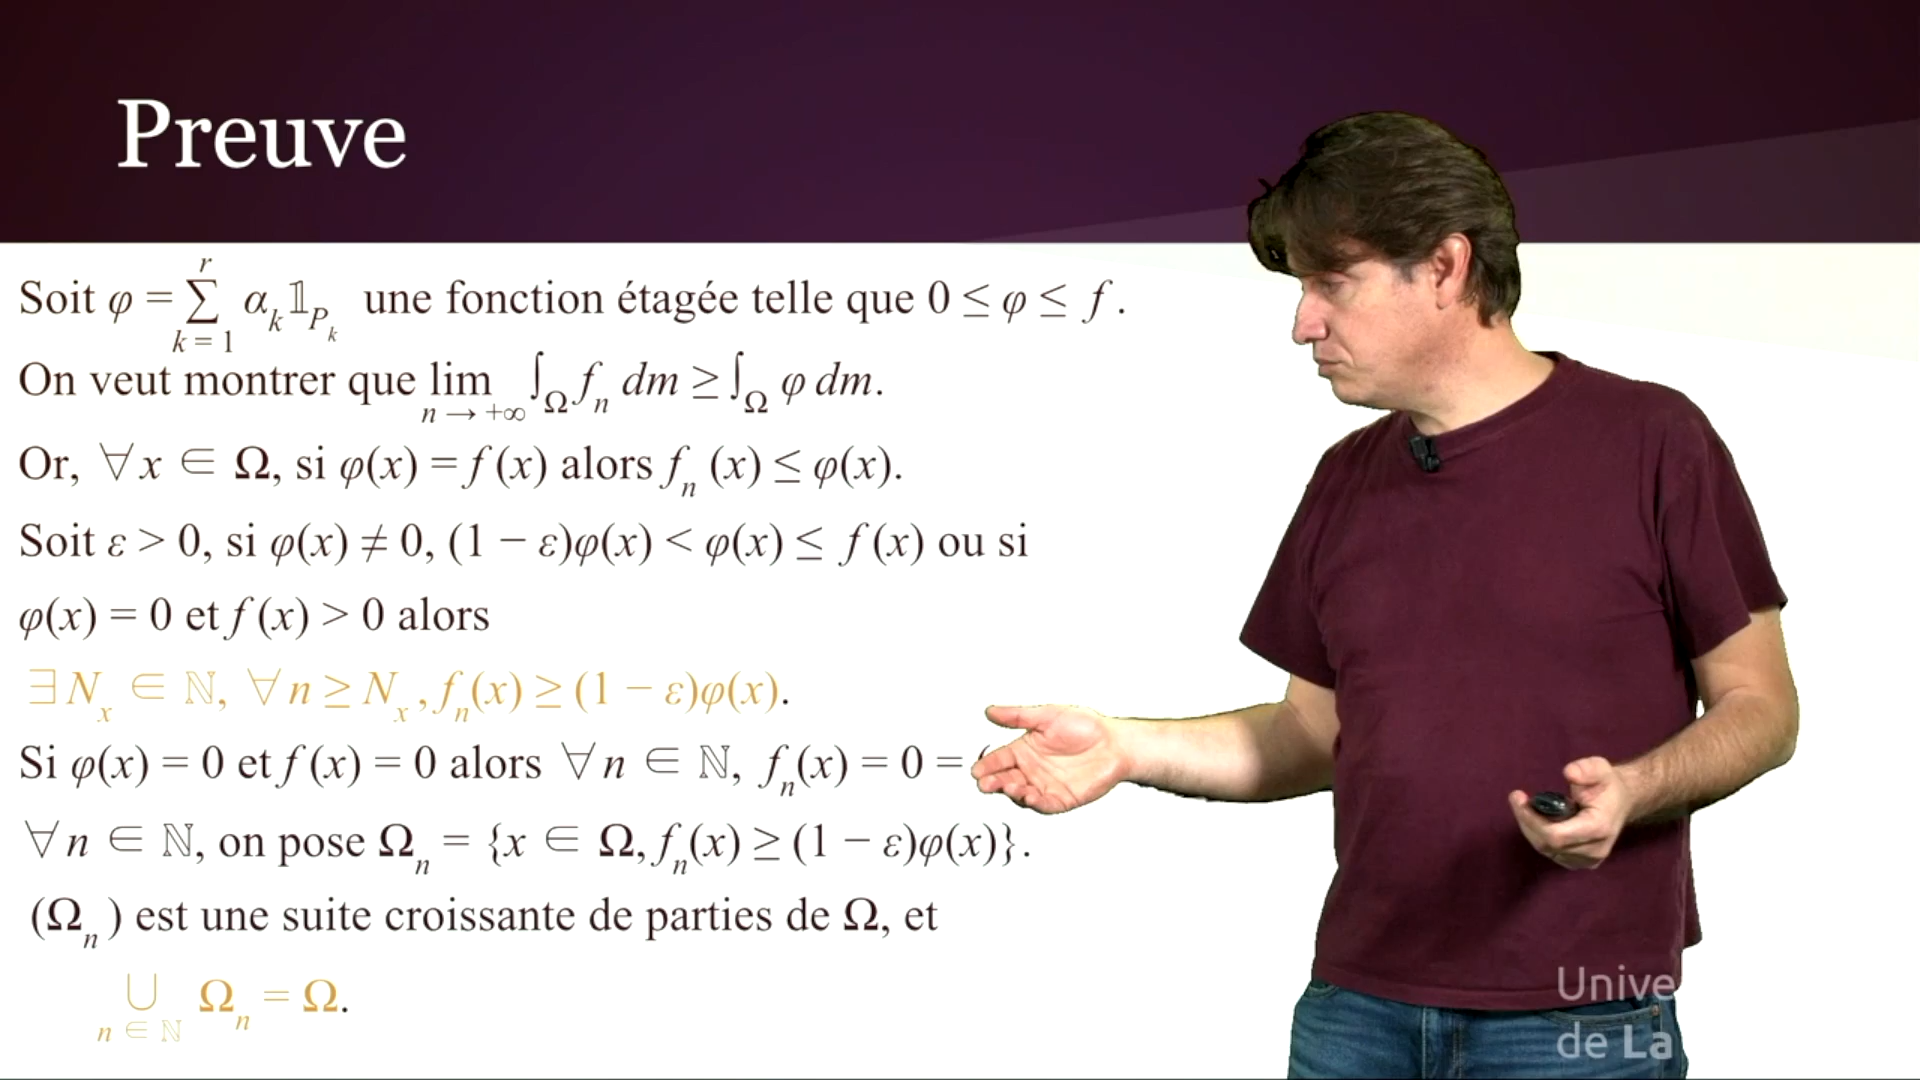 Preuve
Soit φ = ∑_{k = 1}^{r} α_k 𝟙_{P_k} une fonction étagée telle que 0 ≤ φ ≤ f.
On veut montrer que lim_{n → +∞} ∫_Ω f_n dm ≥ ∫_Ω φ dm.
Or, ∀x ∈ Ω, si φ(x) = f(x) alors f_n(x) ≤ φ(x).
Soit ε > 0, si φ(x) ≠ 0, (1 − ε)φ(x) < φ(x) ≤ f(x) ou si
φ(x) = 0 et f(x) > 0 alors
∃N_x ∈ ℕ, ∀n ≥ N_x, f_n(x) ≥ (1 − ε)φ(x).
Si φ(x) = 0 et f(x) = 0 alors ∀n ∈ ℕ, f_n(x) = 0 =
∀n ∈ ℕ, on pose Ω_n = {x ∈ Ω, f_n(x) ≥ (1 − ε)φ(x)}.
(Ω_n) est une suite croissante de parties de Ω, et
⋃_{n ∈ ℕ} Ω_n = Ω.
Unive
de La